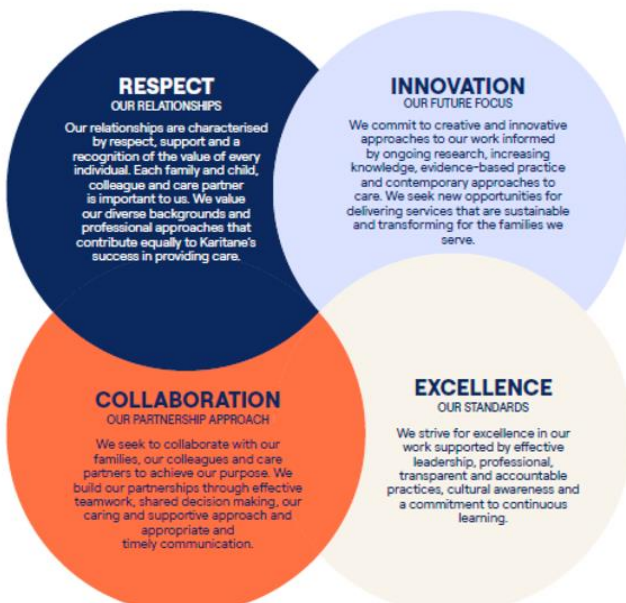 RESPECT
OUR RELATIONSHIPS
Our relationships are characterised
by respect, support and a
recognition of the value of every
individual. Each family and child,
colleague and care partner
is important to us. We value
our diverse backgrounds and
professional approaches that
contribute equally to Karitane's
success in providing care.
INNOVATION
OUR FUTURE FOCUS
We commit to creative and innovative
approaches to our work informed
by ongoing research, increasing
knowledge, evidence-based practice
and contemporary approaches to
care. We seek new opportunities for
delivering services that are sustainable
and transforming for the families we
serve.
COLLABORATION
OUR PARTNERSHIP APPROACH
We seek to collaborate with our
families, our colleagues and care
partners to achieve our purpose. We
build our partnerships through effective
teamwork, shared decision making, our
caring and supportive approach and
appropriate and
timely communication.
EXCELLENCE
OUR STANDARDS
We strive for excellence in our
work supported by effective
leadership, professional,
transparent and accountable
practices, cultural awareness and
a commitment to continuous
learning.